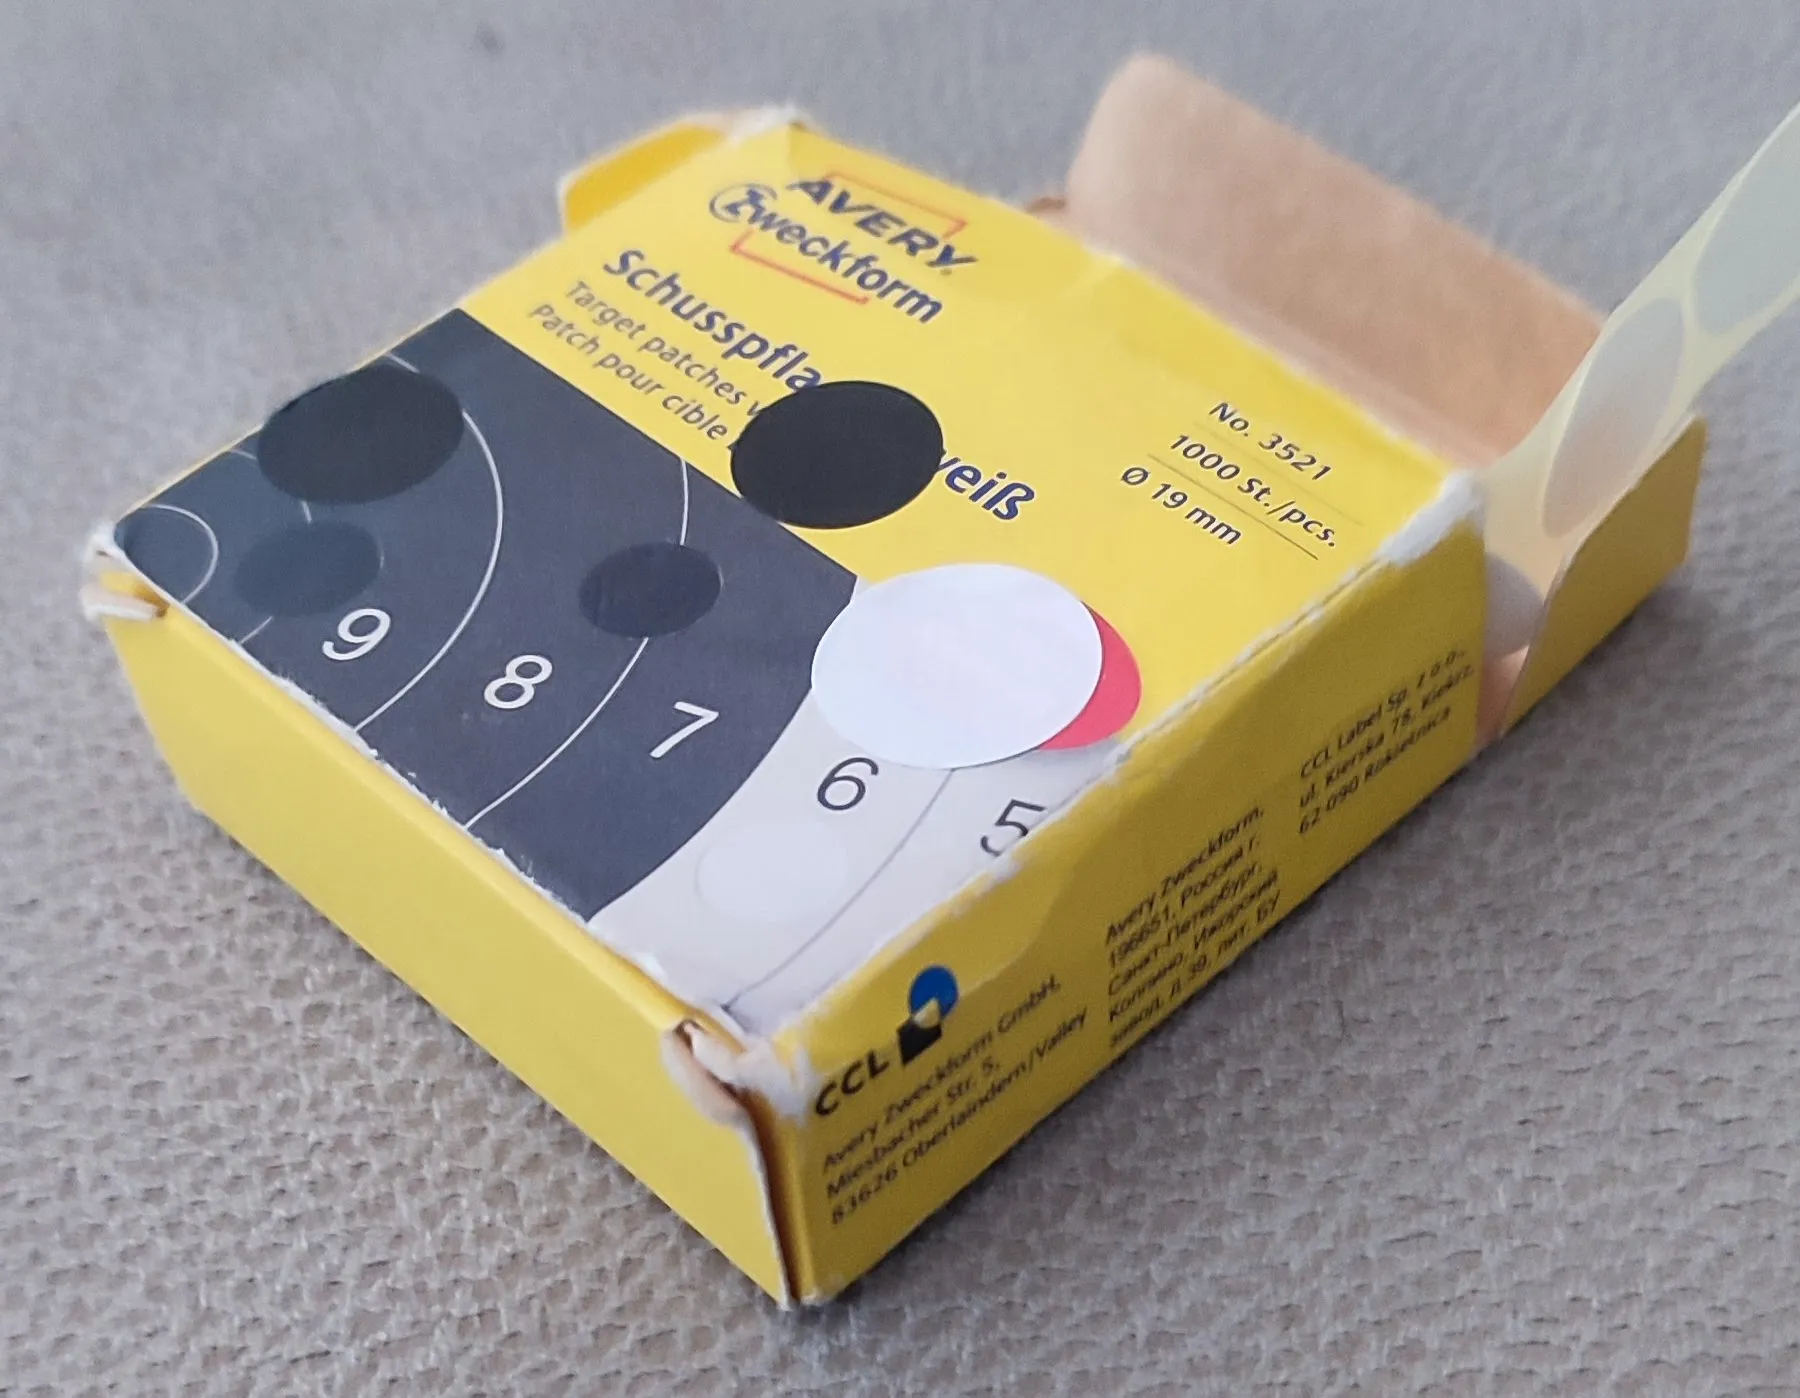 AVERY
Zweckform
Schusspfla weiß
Target patches
Patch pour cible
No. 3521
1000 St./pcs.
Ø 19 mm
9 8 7 6 5
CCL
Avery Zweckform GmbH,
Miesbacher Str. 5,
83626 Oberlaindern/Valley
Avery Zweckform,
196651, Россия г.
Санкт-Петербург,
Колпино, Ижорский
завод, д 39, лит. БУ
CCL Label Sp. z o.o.,
ul. Kierska 78, Kiekrz,
62-090 Rokietnica